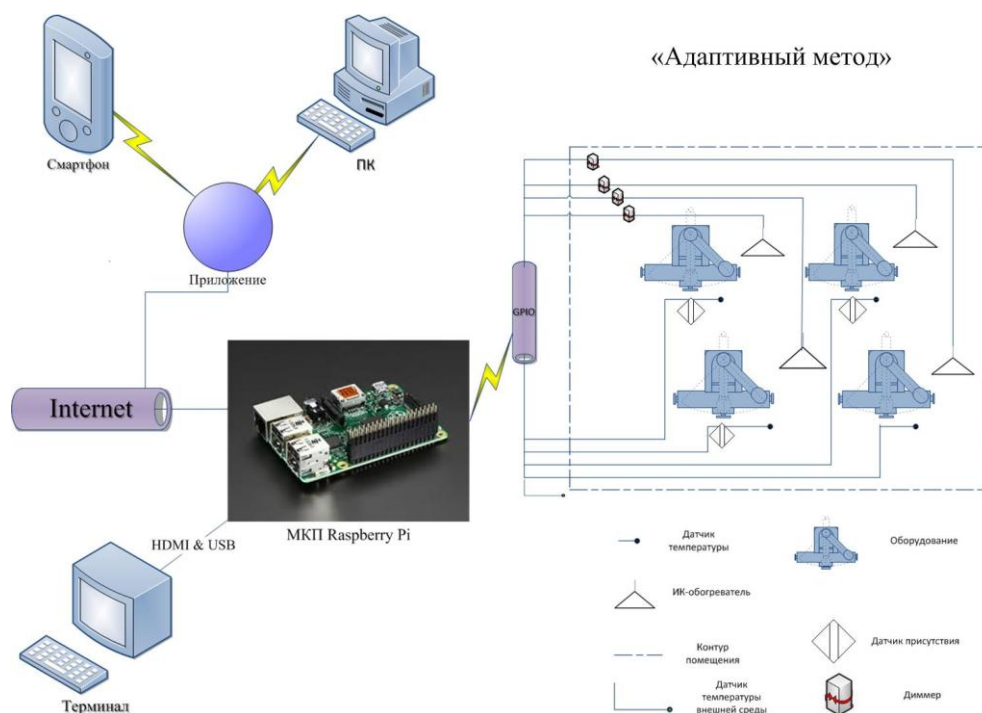 «Адаптивный метод»
Смартфон
ПК
Приложение
GPIO
Internet
МКП Raspberry Pi
HDMI & USB
Терминал
Датчик
температуры
Оборудование
ИК-обогреватель
Датчик присутствия
Контур
помещения
Датчик
температуры
внешней среды
Диммер